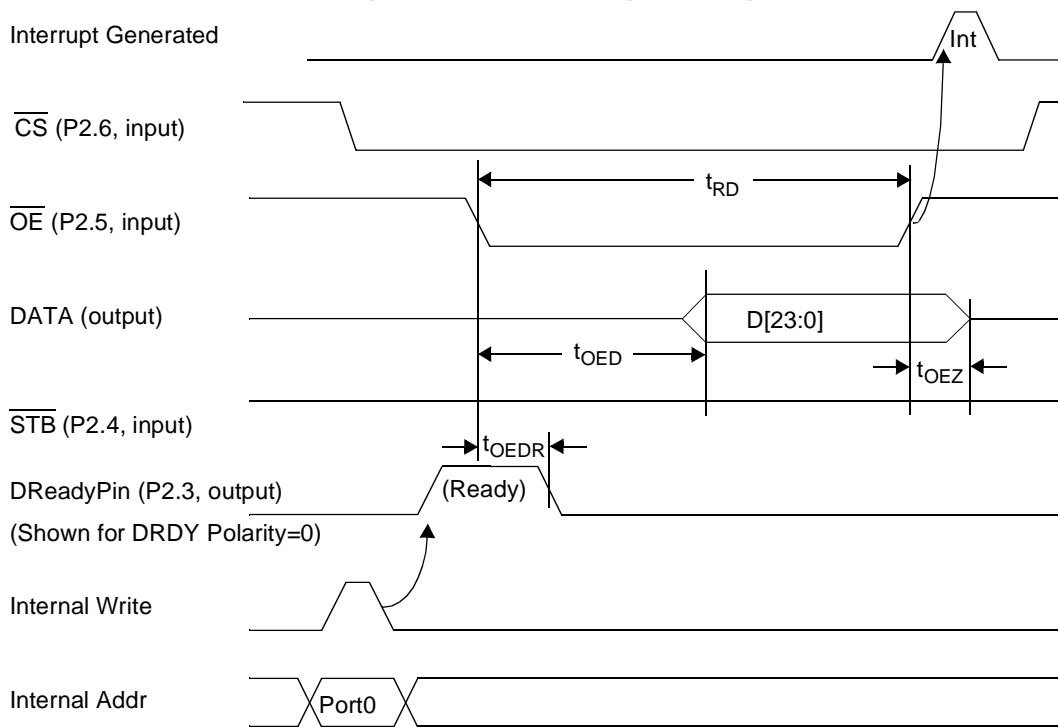 Interrupt Generated
Int
CS (P2.6, input)
tRD
OE (P2.5, input)
DATA (output)
D[23:0]
tOED
tOEZ
STB (P2.4, input)
tOEDR
DReadyPin (P2.3, output)
(Ready)
(Shown for DRDY Polarity=0)
Internal Write
Internal Addr
Port0